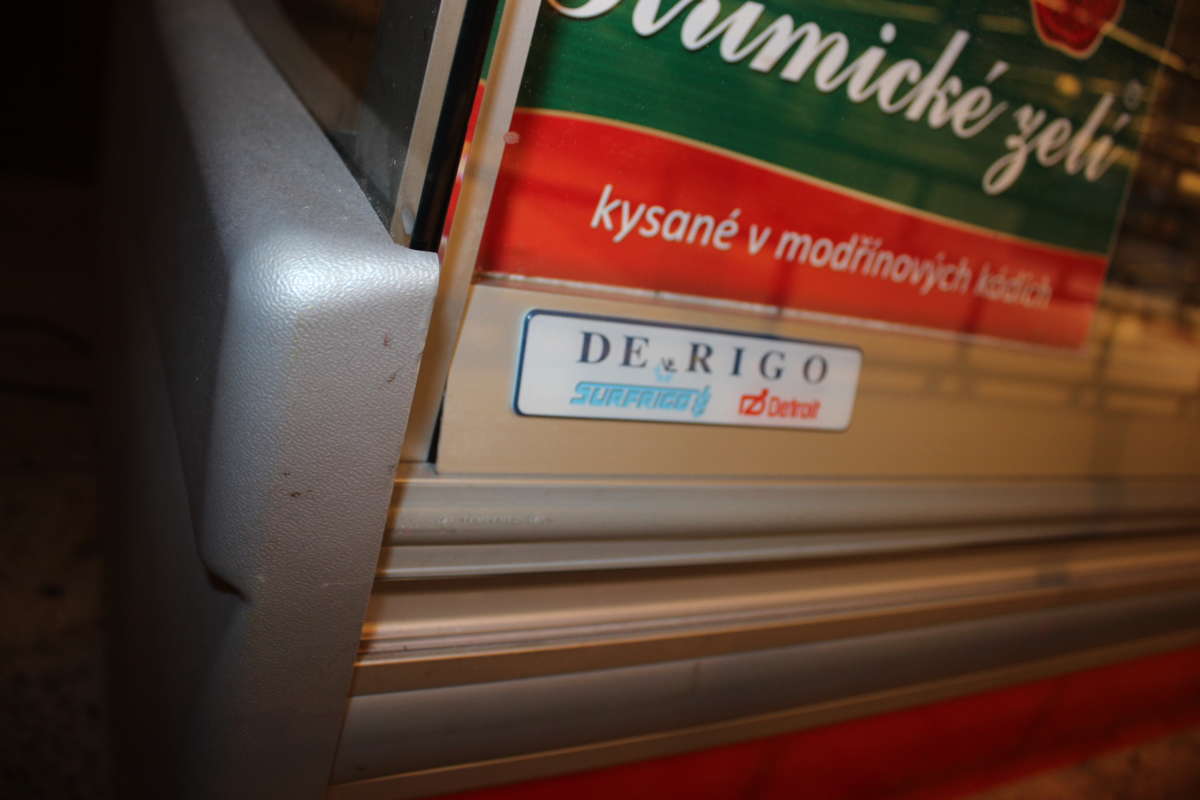 zelí
kysané v modřínových kádích
DE RIGO
SURFRIGO Detroit